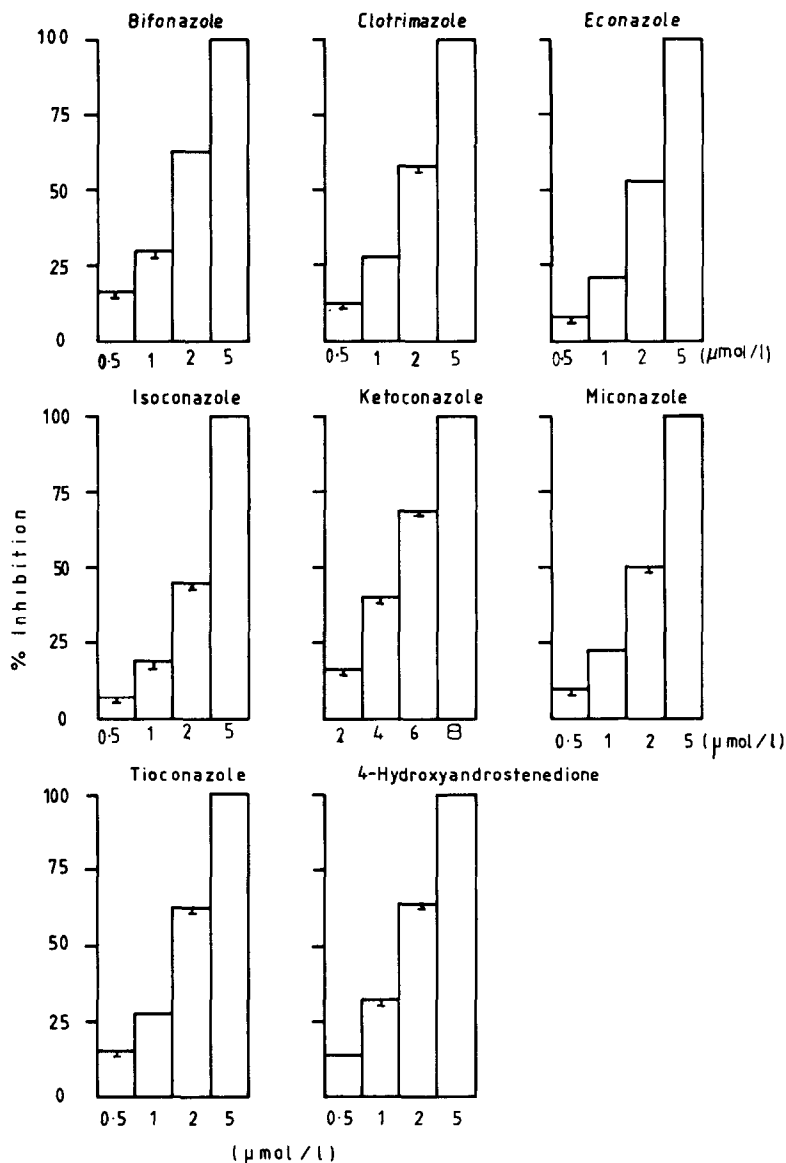 Bifonazole Clotrimazole Econazole
100
75
50
25
0
0·5 1 2 5 0·5 1 2 5 0·5 1 2 5 (μmol/l)
Isoconazole Ketoconazole Miconazole
100
75
50
25
0
% Inhibition
0·5 1 2 5 2 4 6 8 0·5 1 2 5 (μmol/l)
Tioconazole 4-Hydroxyandrostenedione
100
75
50
25
0
0·5 1 2 5 0·5 1 2 5
(μmol/l)